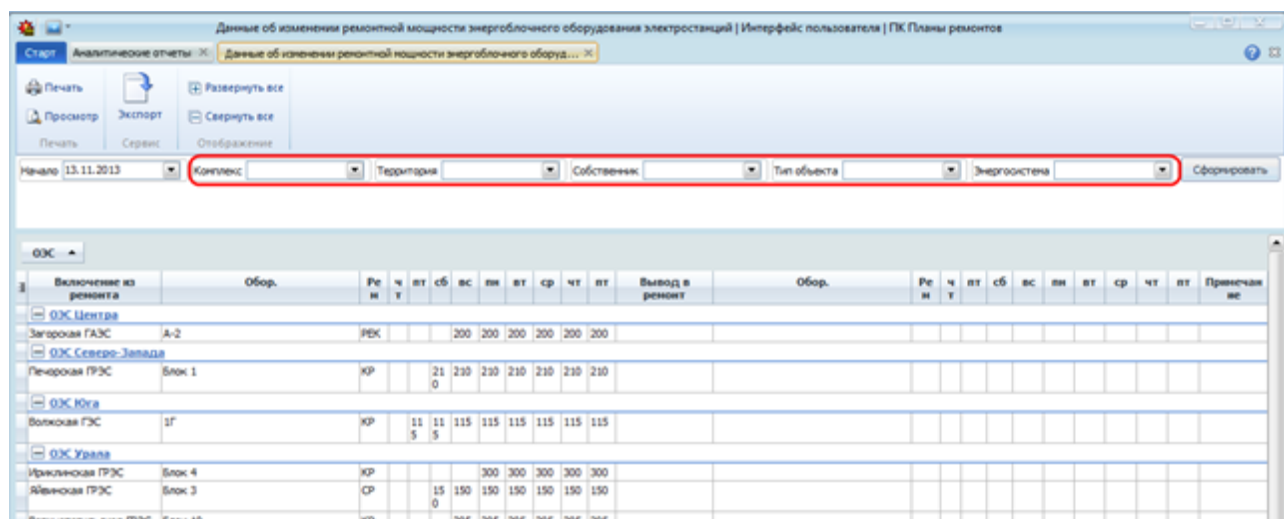 Данные об изменении ремонтной мощности энергоблочного оборудования электростанций | Интерфейс пользователя | ПК Планы ремонтов
Старт Аналитические отчеты Данные об изменении ремонтной мощности энергоблочного оборуд...
Печать Экспорт Развернуть все
Просмотр Свернуть все
Печать Сервис Отображение
Начало 13.11.2013 Комплекс Территория Собственник Тип объекта Энергосистема Сформировать
ОЭС
Включение из ремонта Обор. Рем чт пт сб вс пн вт ср чт пт Вывод в ремонт Обор. Рем чт пт сб вс пн вт ср чт пт Примечание
ОЭС Центра
Загорская ГАЭС А-2 РЕК 200 200 200 200 200 200
ОЭС Северо-Запада
Печорская ГРЭС Блок 1 КР 210 210 210 210 210 210 210
ОЭС Юга
Волжская ГЭС 1Г КР 115 115 115 115 115 115 115 115
ОЭС Урала
Ириклинская ГРЭС Блок 4 КР 300 300 300 300 300
Яйвинская ГРЭС Блок 3 СР 150 150 150 150 150 150 150